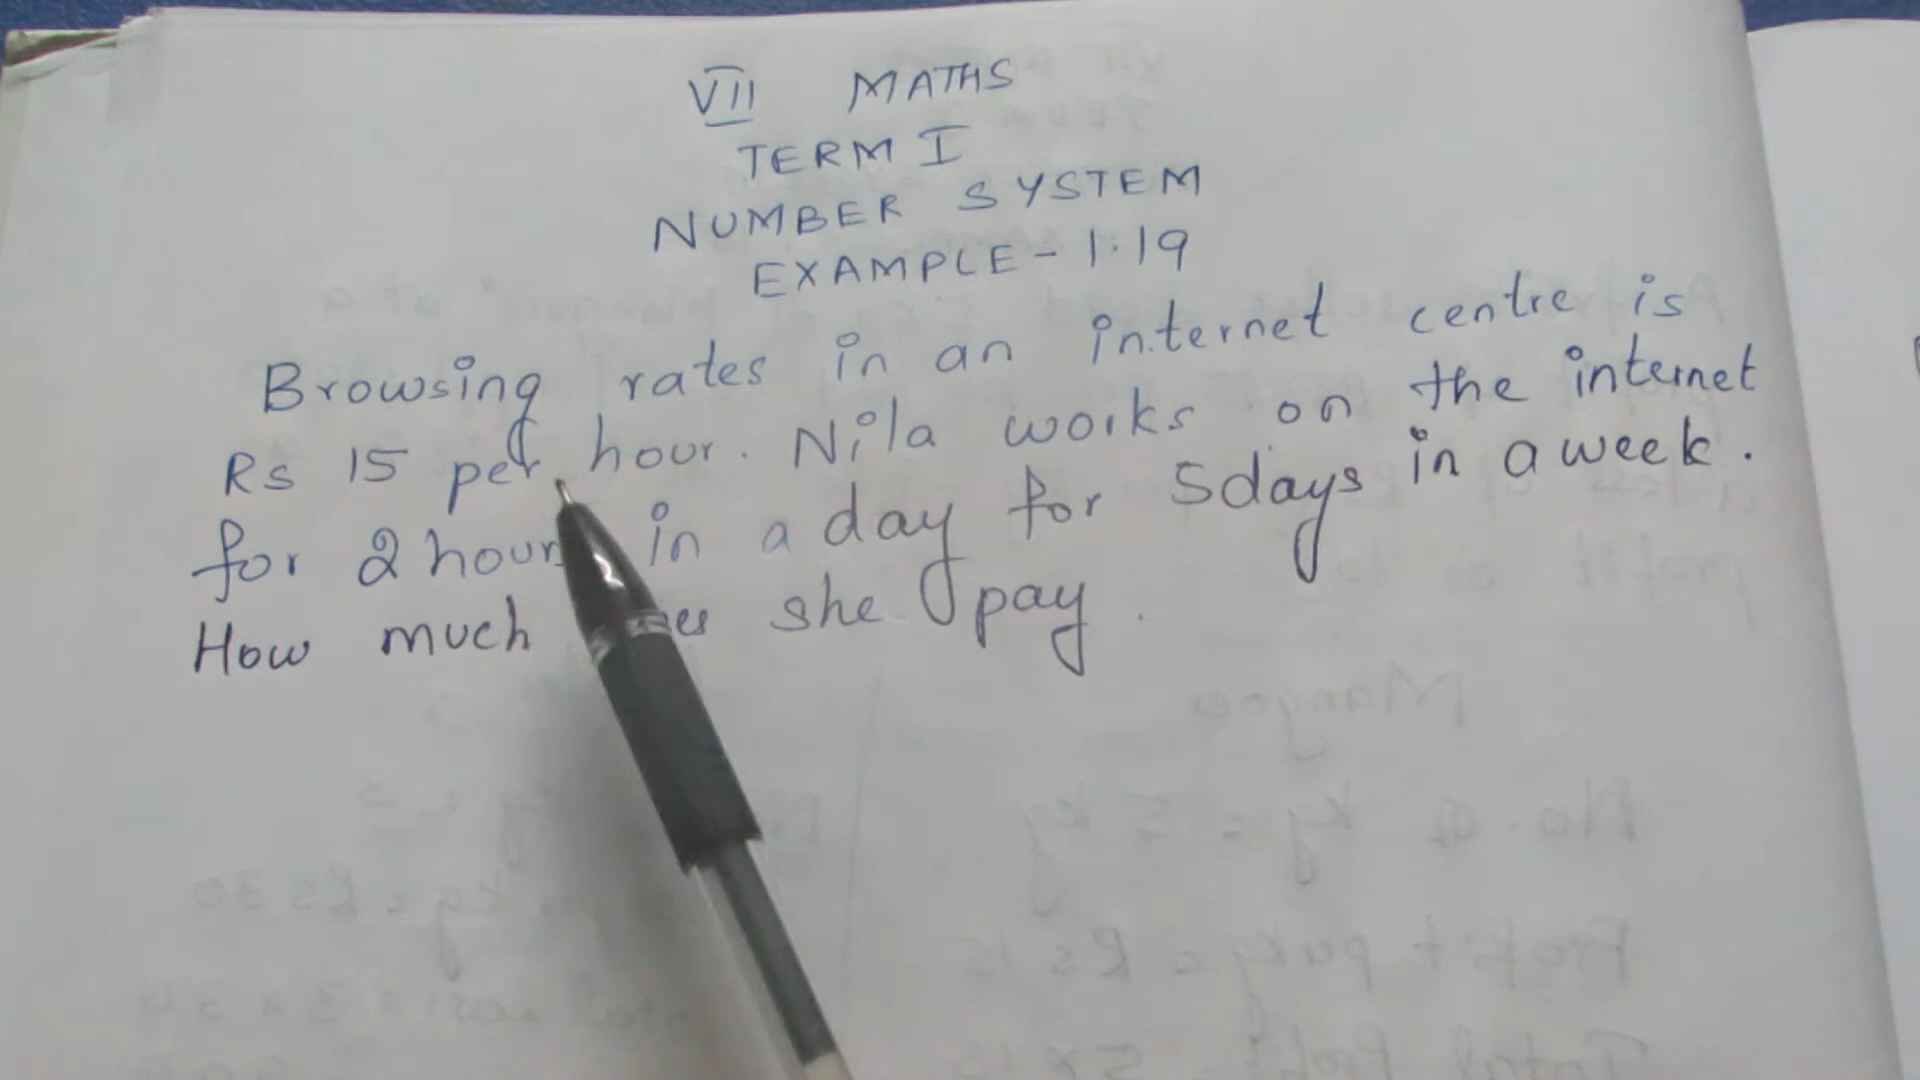 VII MATHS
TERM I
NUMBER SYSTEM
EXAMPLE - 1.19
Browsing rates in an internet centre is
Rs 15 per hour. Nila works on the internet
for 2 hours in a day for 5days in a week.
How much she pay.